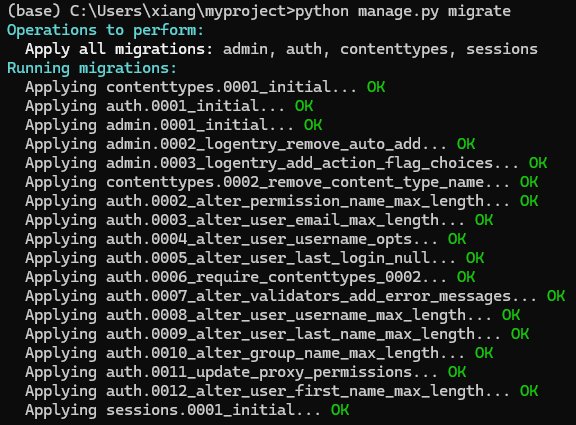 (base) C:\Users\xiang\myproject>python manage.py migrate
Operations to perform:
  Apply all migrations: admin, auth, contenttypes, sessions
Running migrations:
  Applying contenttypes.0001_initial... OK
  Applying auth.0001_initial... OK
  Applying admin.0001_initial... OK
  Applying admin.0002_logentry_remove_auto_add... OK
  Applying admin.0003_logentry_add_action_flag_choices... OK
  Applying contenttypes.0002_remove_content_type_name... OK
  Applying auth.0002_alter_permission_name_max_length... OK
  Applying auth.0003_alter_user_email_max_length... OK
  Applying auth.0004_alter_user_username_opts... OK
  Applying auth.0005_alter_user_last_login_null... OK
  Applying auth.0006_require_contenttypes_0002... OK
  Applying auth.0007_alter_validators_add_error_messages... OK
  Applying auth.0008_alter_user_username_max_length... OK
  Applying auth.0009_alter_user_last_name_max_length... OK
  Applying auth.0010_alter_group_name_max_length... OK
  Applying auth.0011_update_proxy_permissions... OK
  Applying auth.0012_alter_user_first_name_max_length... OK
  Applying sessions.0001_initial... OK